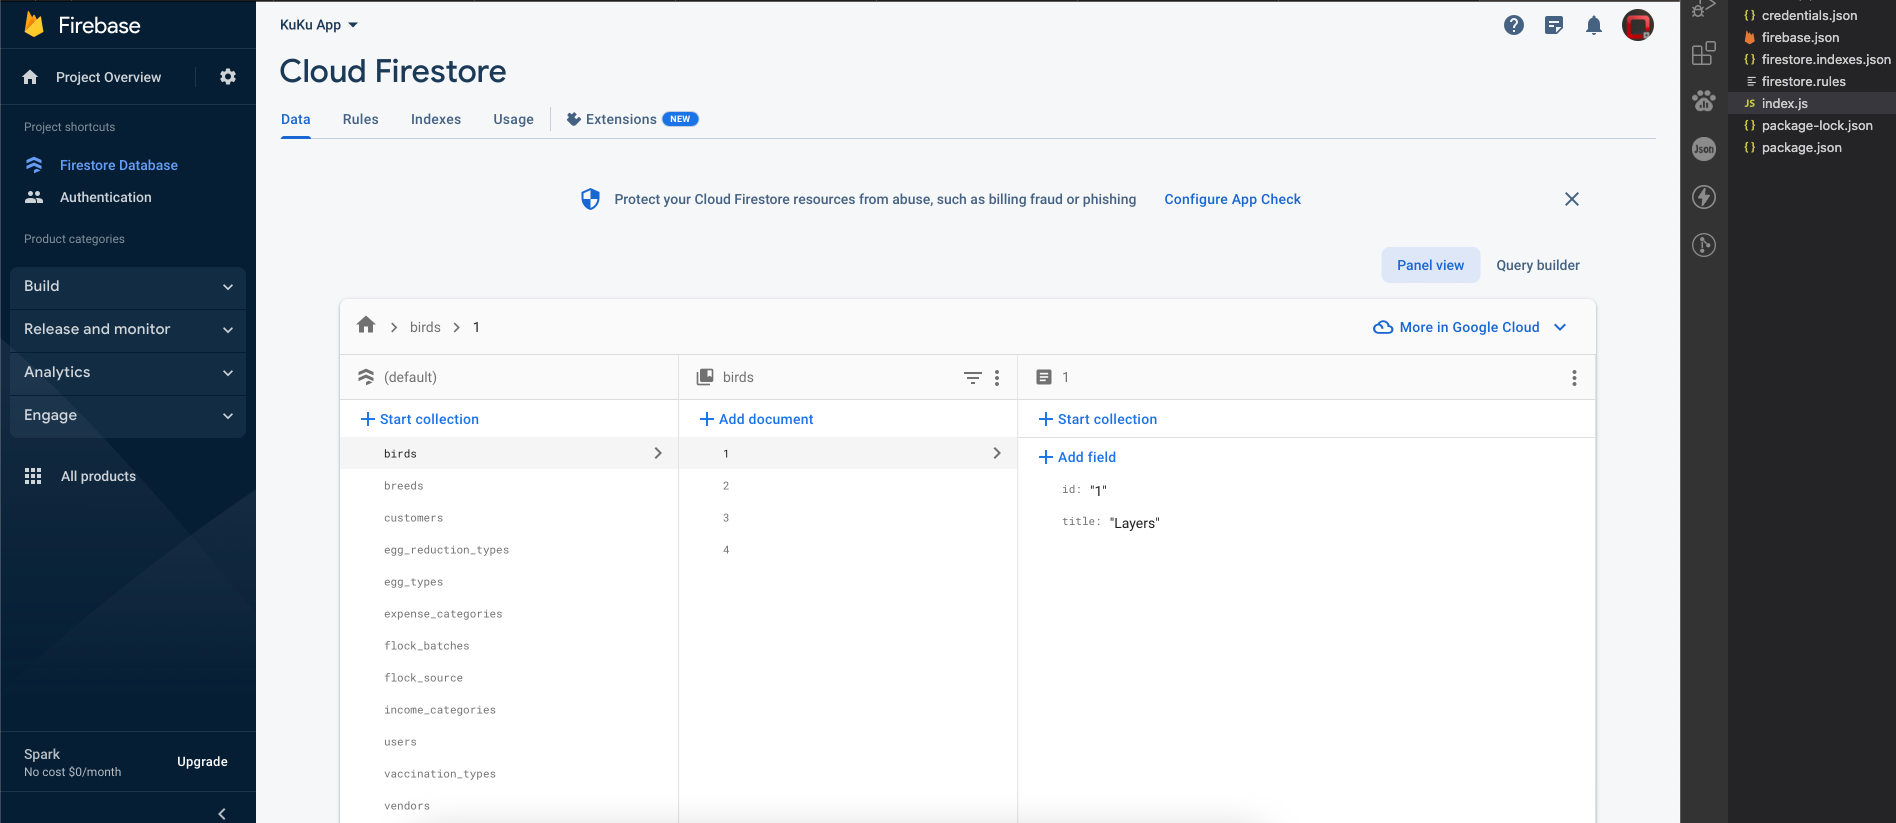 Firebase
Project Overview
Project shortcuts
Firestore Database
Authentication
Product categories
Build
Release and monitor
Analytics
Engage
All products
Spark
No cost $0/month
Upgrade
KuKu App
Cloud Firestore
Data
Rules
Indexes
Usage
Extensions
NEW
Protect your Cloud Firestore resources from abuse, such as billing fraud or phishing
Configure App Check
Panel view
Query builder
birds
1
More in Google Cloud
(default)
Start collection
birds
breeds
customers
egg_reduction_types
egg_types
expense_categories
flock_batches
flock_source
income_categories
users
vaccination_types
vendors
birds
Add document
1
2
3
4
1
Start collection
Add field
id: "1"
title: "Layers"
Json
{} credentials.json
firebase.json
{} firestore.indexes.json
firestore.rules
JS index.js
{} package-lock.json
{} package.json